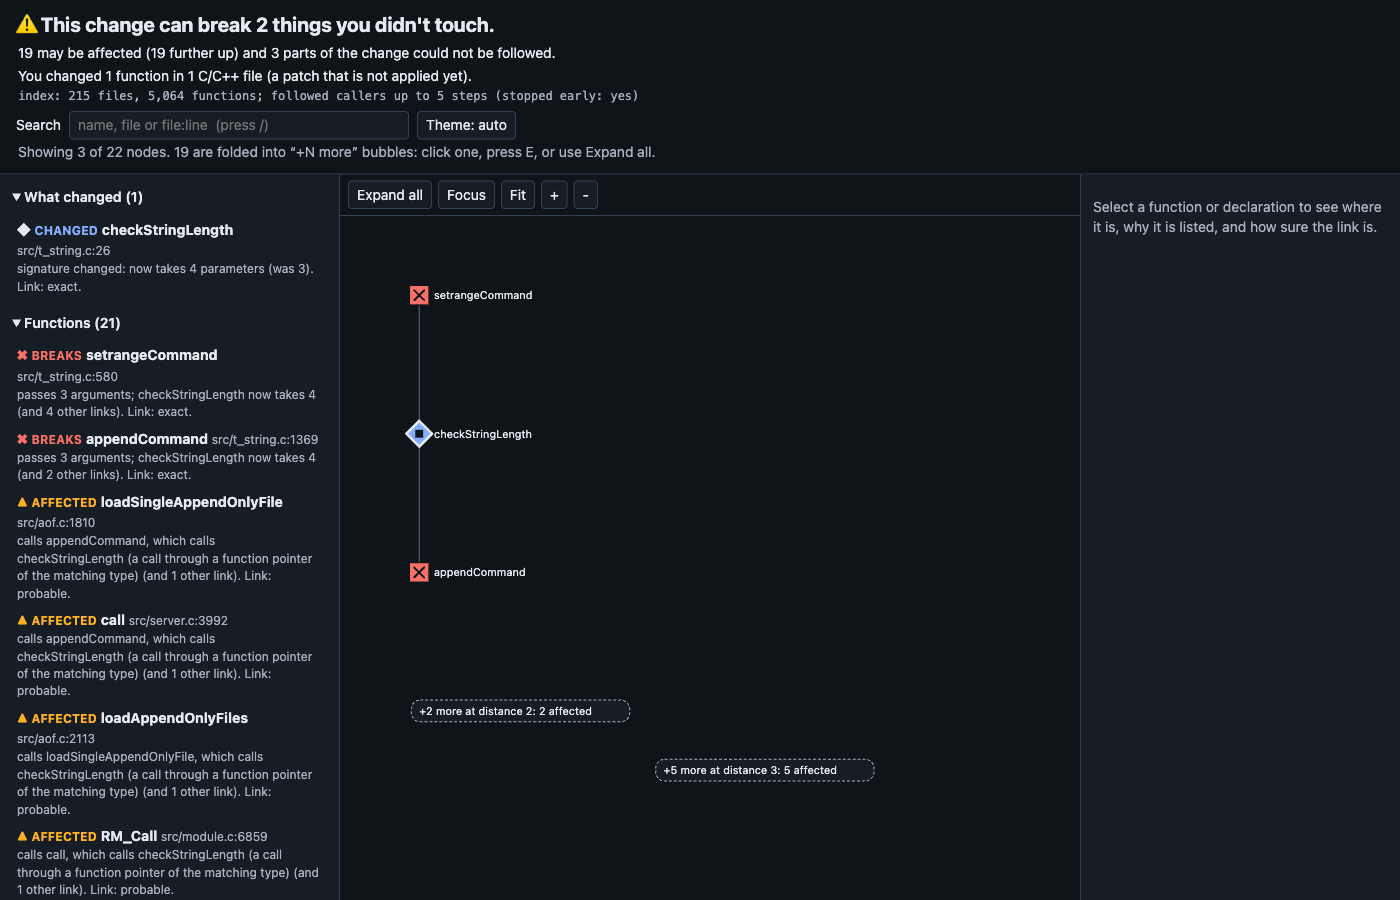 ⚠️ This change can break 2 things you didn't touch.
19 may be affected (19 further up) and 3 parts of the change could not be followed.
You changed 1 function in 1 C/C++ file (a patch that is not applied yet).
index: 215 files, 5,064 functions; followed callers up to 5 steps (stopped early: yes)
Search name, file or file:line (press /) Theme: auto
Showing 3 of 22 nodes. 19 are folded into “+N more” bubbles: click one, press E, or use Expand all.
▼ What changed (1)
◆ CHANGED checkStringLength
src/t_string.c:26
signature changed: now takes 4 parameters (was 3).
Link: exact.
▼ Functions (21)
✖ BREAKS setrangeCommand
src/t_string.c:580
passes 3 arguments; checkStringLength now takes 4
(and 4 other links). Link: exact.
✖ BREAKS appendCommand src/t_string.c:1369
passes 3 arguments; checkStringLength now takes 4
(and 2 other links). Link: exact.
▲ AFFECTED loadSingleAppendOnlyFile
src/aof.c:1810
calls appendCommand, which calls
checkStringLength (a call through a function pointer
of the matching type) (and 1 other link). Link:
probable.
▲ AFFECTED call src/server.c:3992
calls appendCommand, which calls
checkStringLength (a call through a function pointer
of the matching type) (and 1 other link). Link:
probable.
▲ AFFECTED loadAppendOnlyFiles
src/aof.c:2113
calls loadSingleAppendOnlyFile, which calls
checkStringLength (a call through a function pointer
of the matching type) (and 1 other link). Link:
probable.
▲ AFFECTED RM_Call src/module.c:6859
calls call, which calls checkStringLength (a call
through a function pointer of the matching type) (and
1 other link). Link: probable.
Expand all Focus Fit + -
setrangeCommand
checkStringLength
appendCommand
+2 more at distance 2: 2 affected
+5 more at distance 3: 5 affected
Select a function or declaration to see where
it is, why it is listed, and how sure the link is.